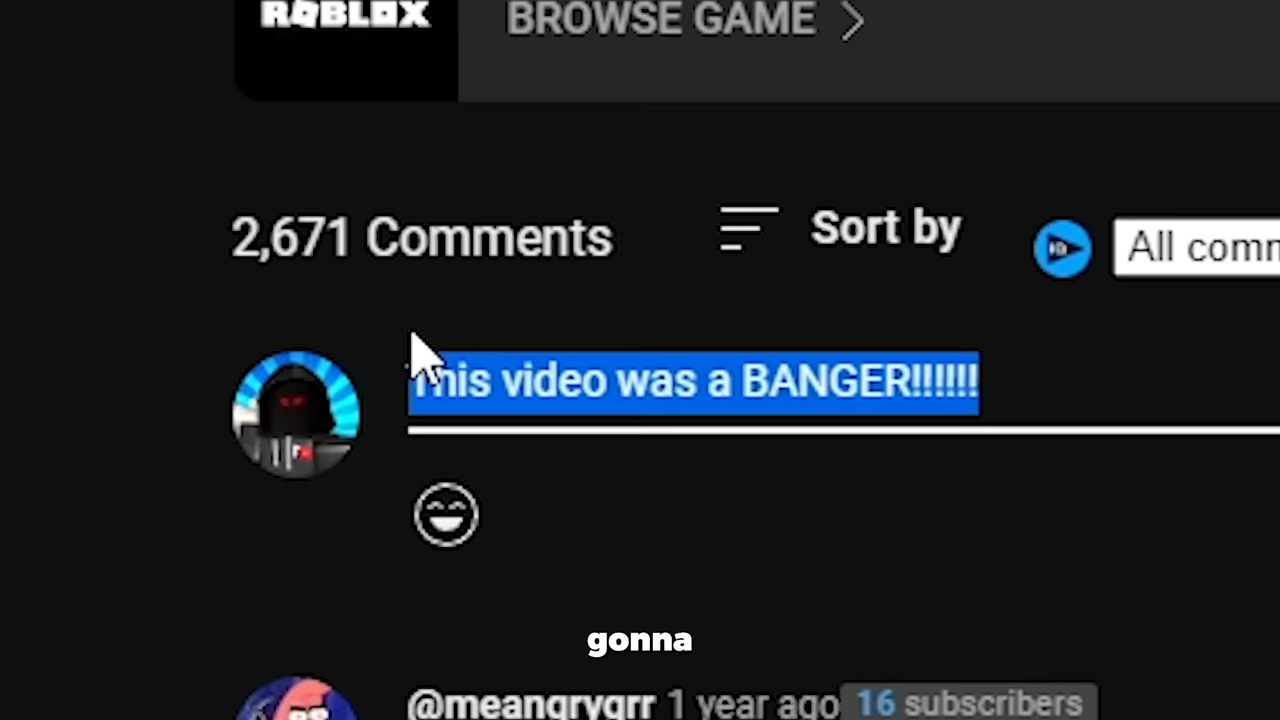 ROBLOX
BROWSE GAME
2,671 Comments
Sort by
All comm
This video was a BANGER!!!!!!
gonna
@meangrygrr 1 year ago
16 subscribers